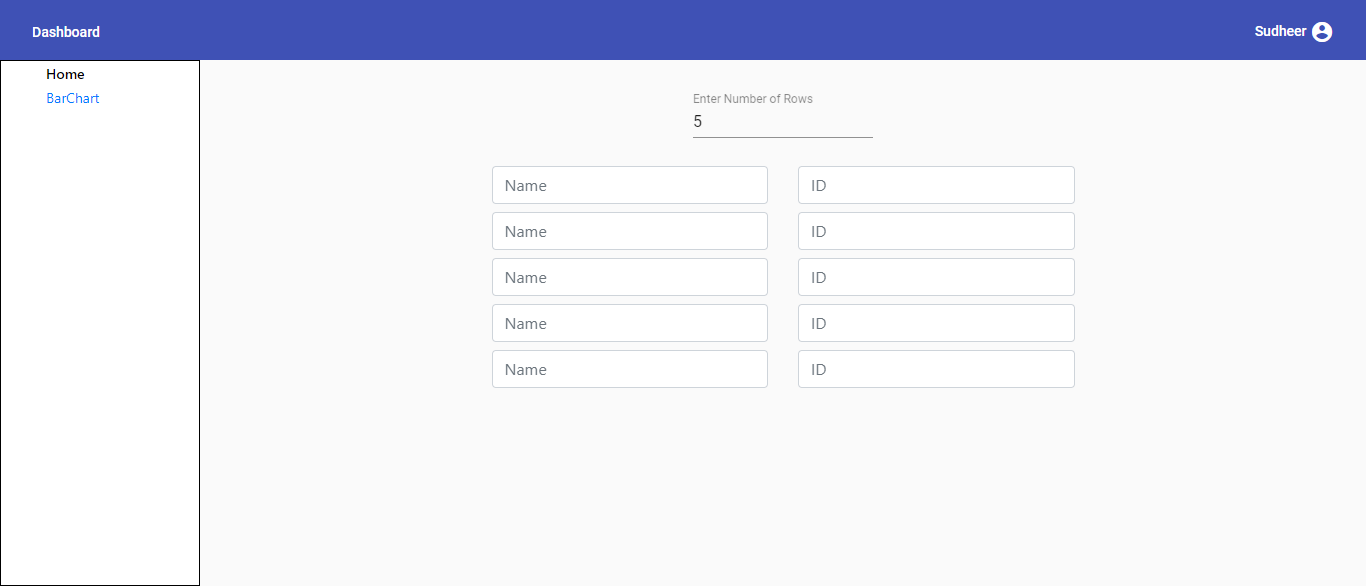 Dashboard
Sudheer
Home
BarChart
Enter Number of Rows
5
Name
ID
Name
ID
Name
ID
Name
ID
Name
ID